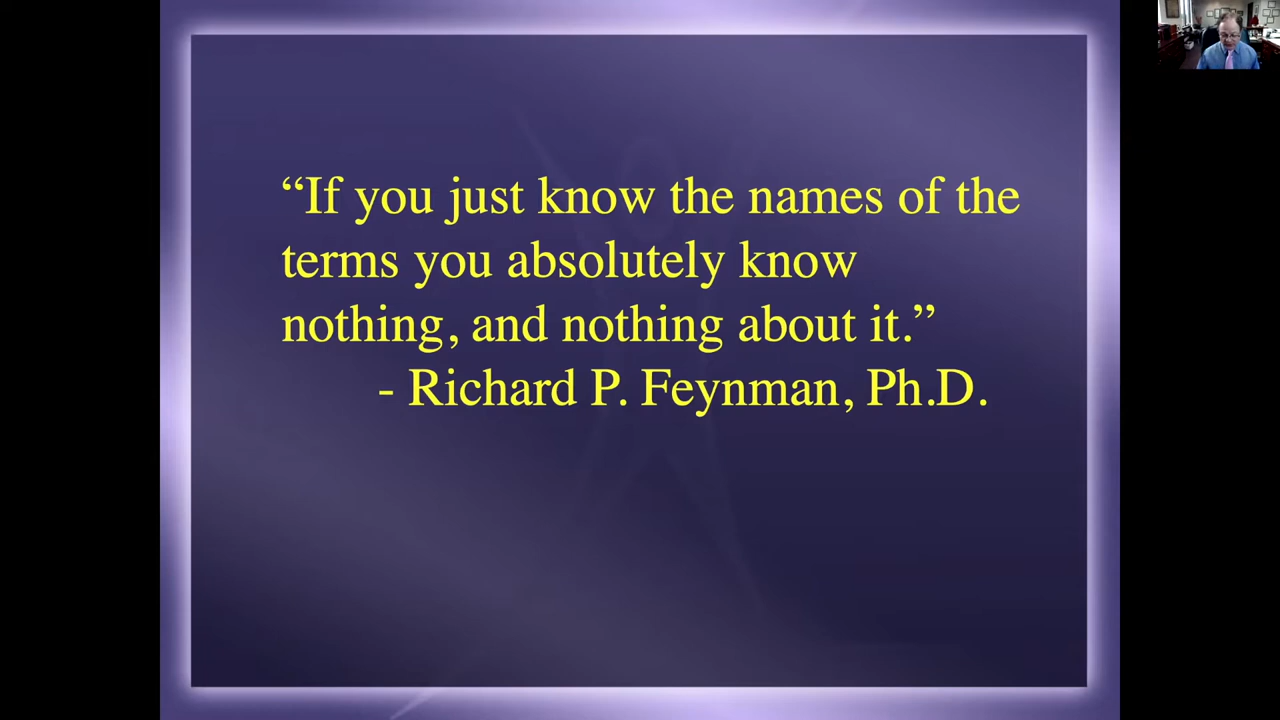 “If you just know the names of the
terms you absolutely know
nothing, and nothing about it.”
- Richard P. Feynman, Ph.D.